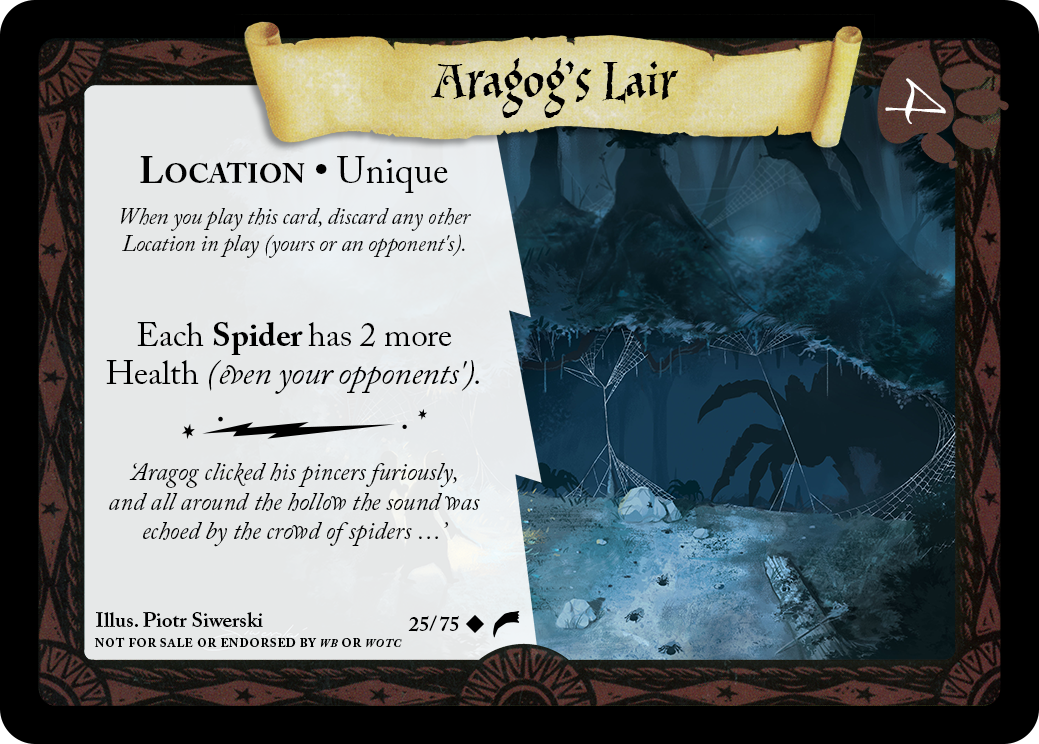 Aragog's Lair
4
LOCATION • Unique
When you play this card, discard any other
Location in play (yours or an opponent's).
Each Spider has 2 more
Health (even your opponents').
‘Aragog clicked his pincers furiously,
and all around the hollow the sound was
echoed by the crowd of spiders …’
Illus. Piotr Siwerski
25/75
NOT FOR SALE OR ENDORSED BY WB OR WOTC